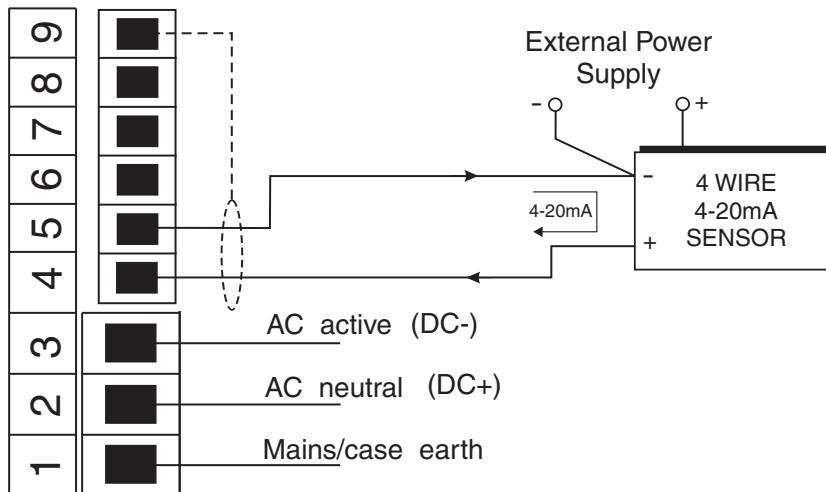 9
8
7
6
5
4
3
2
1
External Power
Supply
- +
-
4 WIRE
4-20mA
SENSOR
+
4-20mA
AC active (DC-)
AC neutral (DC+)
Mains/case earth